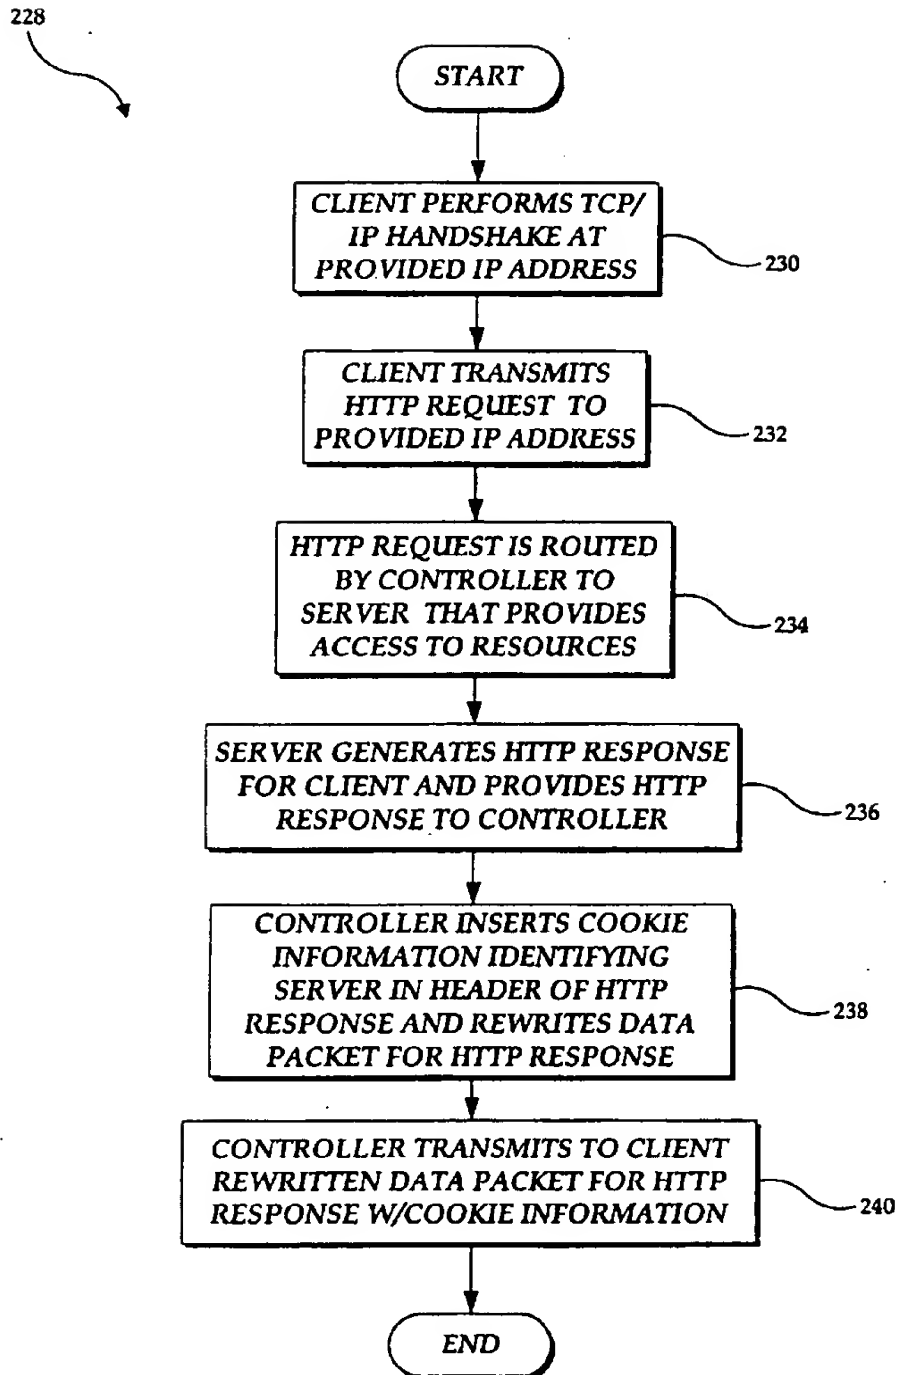 228
START
CLIENT PERFORMS TCP/
IP HANDSHAKE AT
PROVIDED IP ADDRESS
230
CLIENT TRANSMITS
HTTP REQUEST TO
PROVIDED IP ADDRESS
232
HTTP REQUEST IS ROUTED
BY CONTROLLER TO
SERVER THAT PROVIDES
ACCESS TO RESOURCES
234
SERVER GENERATES HTTP RESPONSE
FOR CLIENT AND PROVIDES HTTP
RESPONSE TO CONTROLLER
236
CONTROLLER INSERTS COOKIE
INFORMATION IDENTIFYING
SERVER IN HEADER OF HTTP
RESPONSE AND REWRITES DATA
PACKET FOR HTTP RESPONSE
238
CONTROLLER TRANSMITS TO CLIENT
REWRITTEN DATA PACKET FOR HTTP
RESPONSE W/COOKIE INFORMATION
240
END